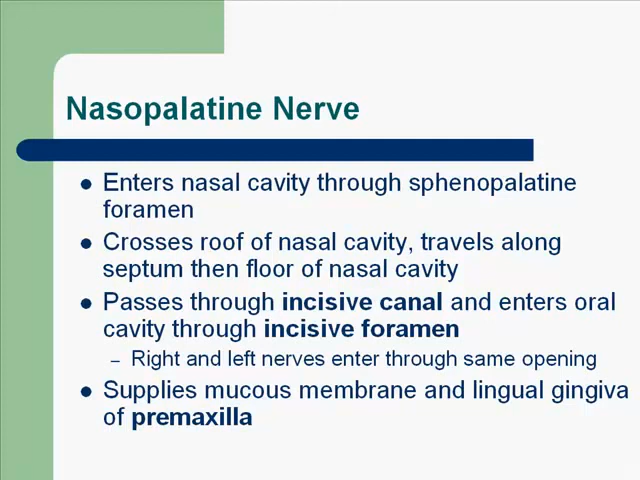 Nasopalatine Nerve
● Enters nasal cavity through sphenopalatine
foramen
● Crosses roof of nasal cavity, travels along
septum then floor of nasal cavity
● Passes through incisive canal and enters oral
cavity through incisive foramen
– Right and left nerves enter through same opening
● Supplies mucous membrane and lingual gingiva
of premaxilla